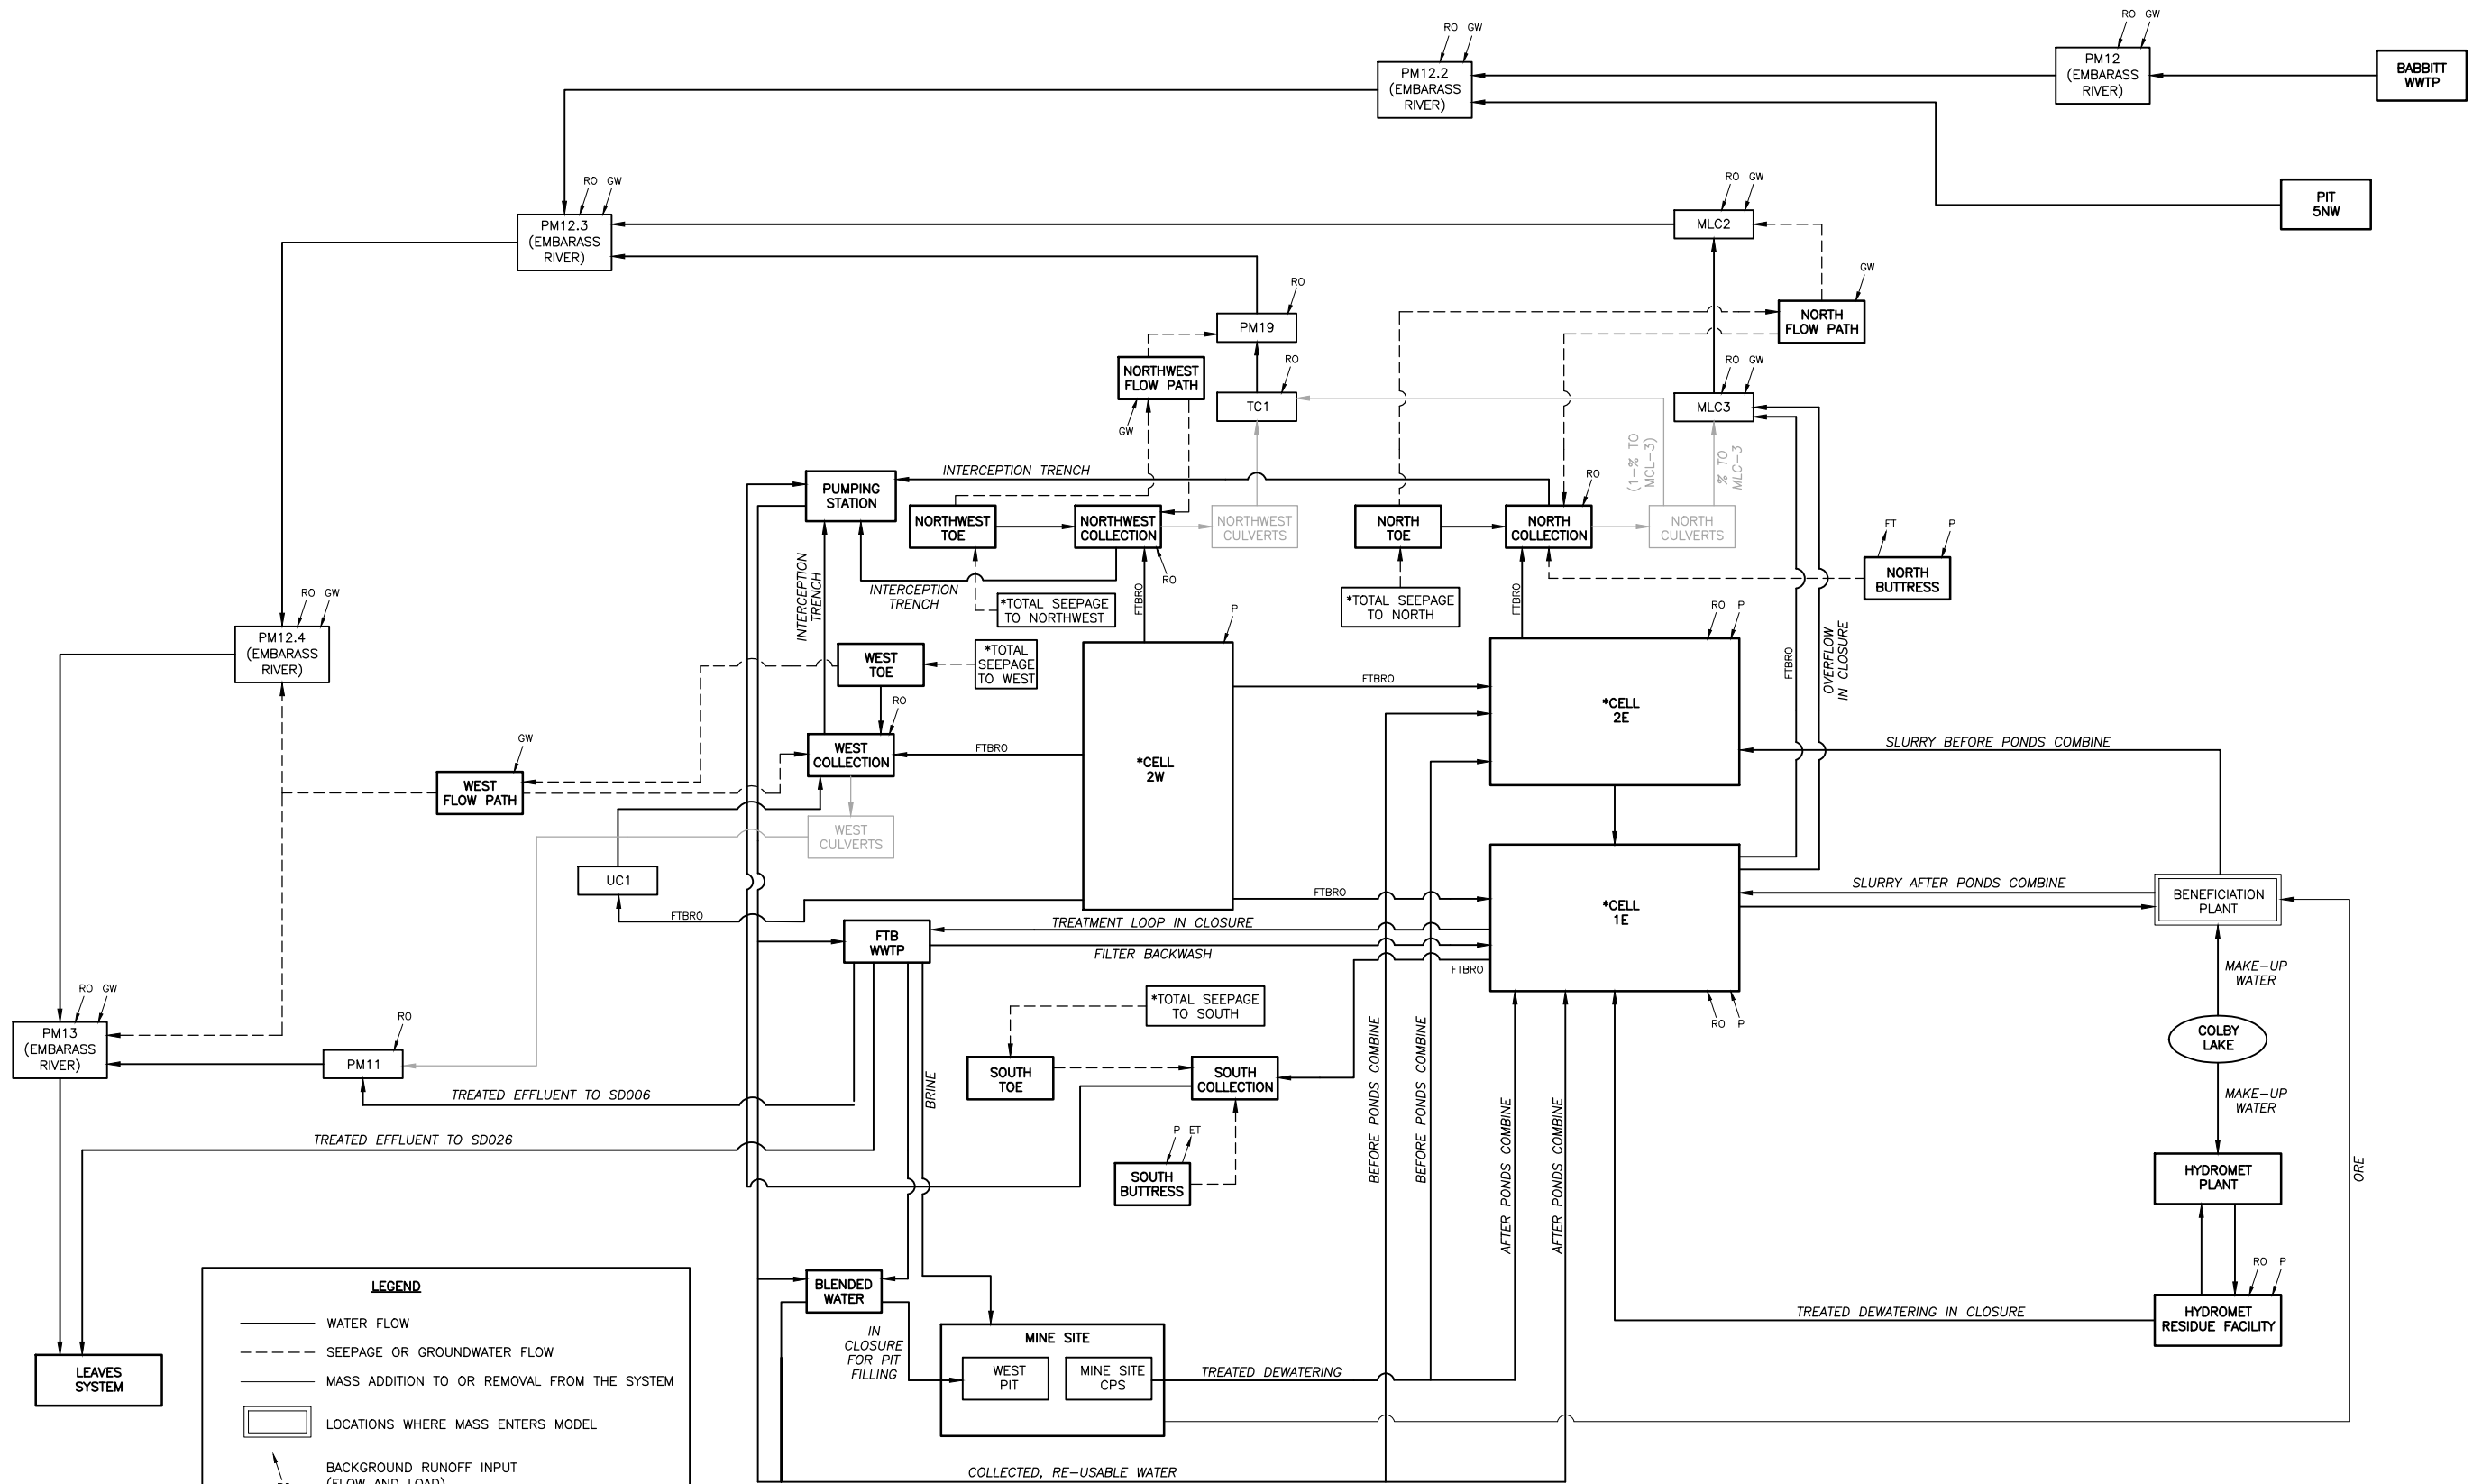 RO GW
PM12
(EMBARASS
RIVER)
BABBITT
WWTP
RO GW
PM12.2
(EMBARASS
RIVER)
PIT
5NW
RO GW
PM12.3
(EMBARASS
RIVER)
RO GW
MLC2
GW
NORTH
FLOW PATH
RO
PM19
NORTHWEST
FLOW PATH
GW
RO
TC1
RO GW
MLC3
(1-% TO
MCL-3)
% TO
MLC-3
INTERCEPTION TRENCH
PUMPING
STATION
NORTHWEST
TOE
NORTHWEST
COLLECTION
RO
NORTHWEST
CULVERTS
NORTH
TOE
RO
NORTH
COLLECTION
NORTH
CULVERTS
ET
P
NORTH
BUTTRESS
INTERCEPTION
TRENCH
INTERCEPTION
TRENCH
*TOTAL SEEPAGE
TO NORTHWEST
FTBRO
*TOTAL SEEPAGE
TO NORTH
FTBRO
RO GW
PM12.4
(EMBARASS
RIVER)
WEST
TOE
*TOTAL
SEEPAGE
TO WEST
P
*CELL
2W
FTBRO
RO P
*CELL
2E
FTBRO
OVERFLOW
IN CLOSURE
RO
WEST
COLLECTION
FTBRO
GW
WEST
FLOW PATH
WEST
CULVERTS
UC1
FTBRO
SLURRY BEFORE PONDS COMBINE
FTBRO
*CELL
1E
SLURRY AFTER PONDS COMBINE
BENEFICIATION
PLANT
FTB
WWTP
TREATMENT LOOP IN CLOSURE
FILTER BACKWASH
FTBRO
RO P
MAKE-UP
WATER
COLBY
LAKE
MAKE-UP
WATER
RO GW
PM13
(EMBARASS
RIVER)
RO
PM11
*TOTAL SEEPAGE
TO SOUTH
SOUTH
TOE
SOUTH
COLLECTION
BRINE
TREATED EFFLUENT TO SD006
TREATED EFFLUENT TO SD026
P ET
SOUTH
BUTTRESS
BEFORE PONDS COMBINE
BEFORE PONDS COMBINE
AFTER PONDS COMBINE
AFTER PONDS COMBINE
HYDROMET
PLANT
ORE
RO P
HYDROMET
RESIDUE FACILITY
TREATED DEWATERING IN CLOSURE
BLENDED
WATER
IN
CLOSURE
FOR PIT
FILLING
MINE SITE
WEST
PIT
MINE SITE
CPS
TREATED DEWATERING
COLLECTED, RE-USABLE WATER
LEAVES
SYSTEM
LEGEND
WATER FLOW
SEEPAGE OR GROUNDWATER FLOW
MASS ADDITION TO OR REMOVAL FROM THE SYSTEM
LOCATIONS WHERE MASS ENTERS MODEL
BACKGROUND RUNOFF INPUT
(FLOW AND LOAD)